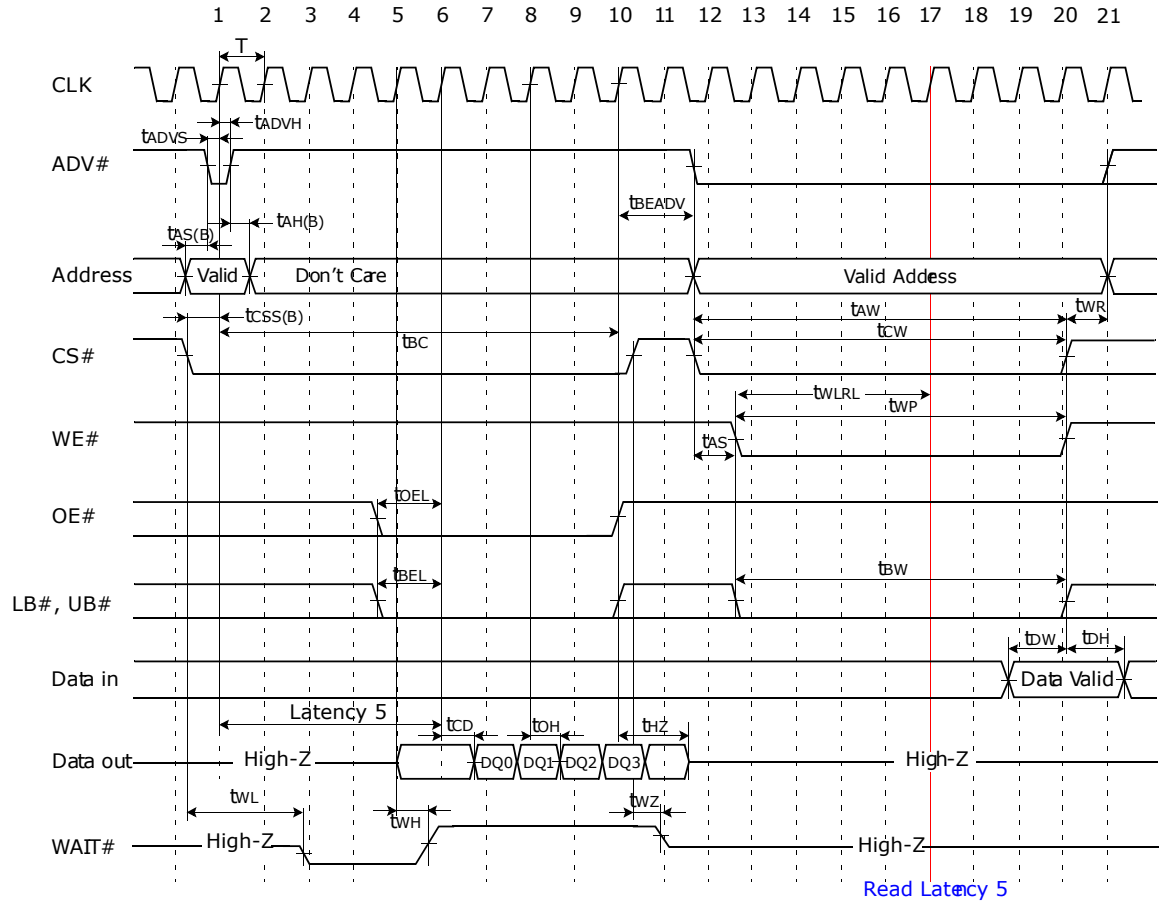 1 2 3 4 5 6 7 8 9 10 11 12 13 14 15 16 17 18 19 20 21
T
CLK
tADVH
tADVS
ADV#
tBEADV
tAH(B)
tAS(B)
Address Valid Don't Care Valid Address
tCSS(B) tAW tWR
tBC tCW
CS#
tWLRL
tWP
WE# tAS
tOEL
OE#
tBEL tBW
LB#, UB#
tDW tDH
Data in Data Valid
Latency 5
tCD tOH tHZ
Data out High-Z DQ0 DQ1 DQ2 DQ3 High-Z
tWL tWZ
tWH
WAIT# High-Z High-Z
Read Latency 5